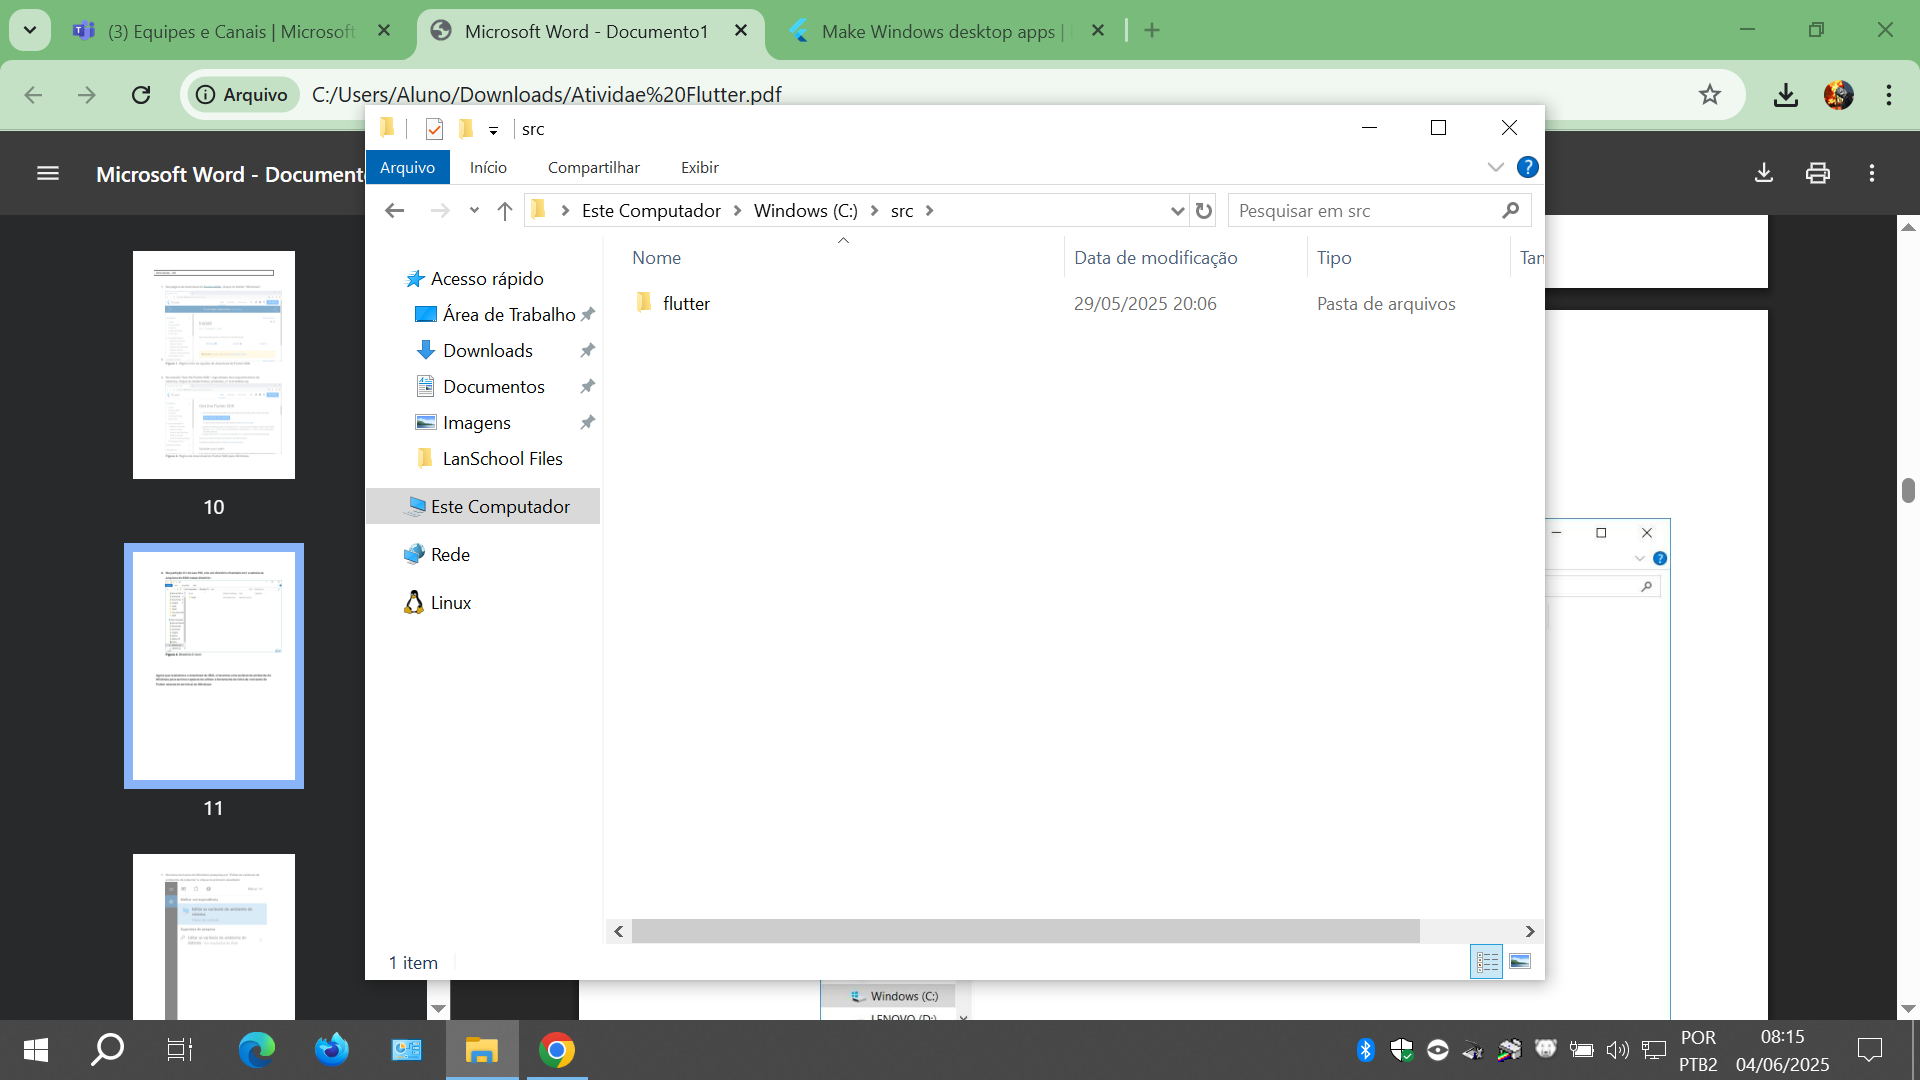 (3) Equipes e Canais | Microsoft
Microsoft Word - Documento1
Make Windows desktop apps |
Arquivo
C:/Users/Aluno/Downloads/Atividae%20Flutter.pdf
Microsoft Word - Document
src
Arquivo
Início
Compartilhar
Exibir
Este Computador
Windows (C:)
src
Pesquisar em src
Nome
Data de modificação
Tipo
Tar
Acesso rápido
Área de Trabalho
Downloads
Documentos
Imagens
LanSchool Files
Este Computador
Rede
Linux
flutter
29/05/2025 20:06
Pasta de arquivos
1 item
10
11
Windows (C:)
LENOVO (D:)
POR
PTB2
08:15
04/06/2025